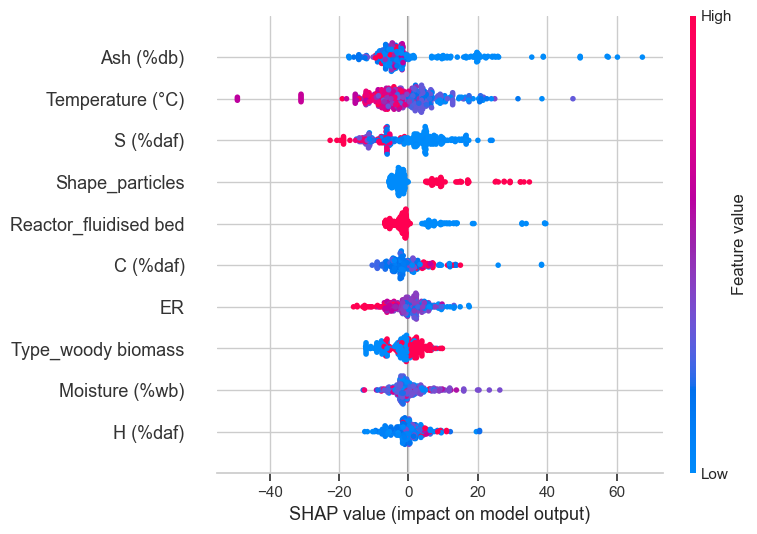 High
Ash (%db)
Temperature (°C)
S (%daf)
Shape_particles
Reactor_fluidised bed
C (%daf)
ER
Type_woody biomass
Moisture (%wb)
H (%daf)
Feature value
Low
−40 −20 0 20 40 60
SHAP value (impact on model output)